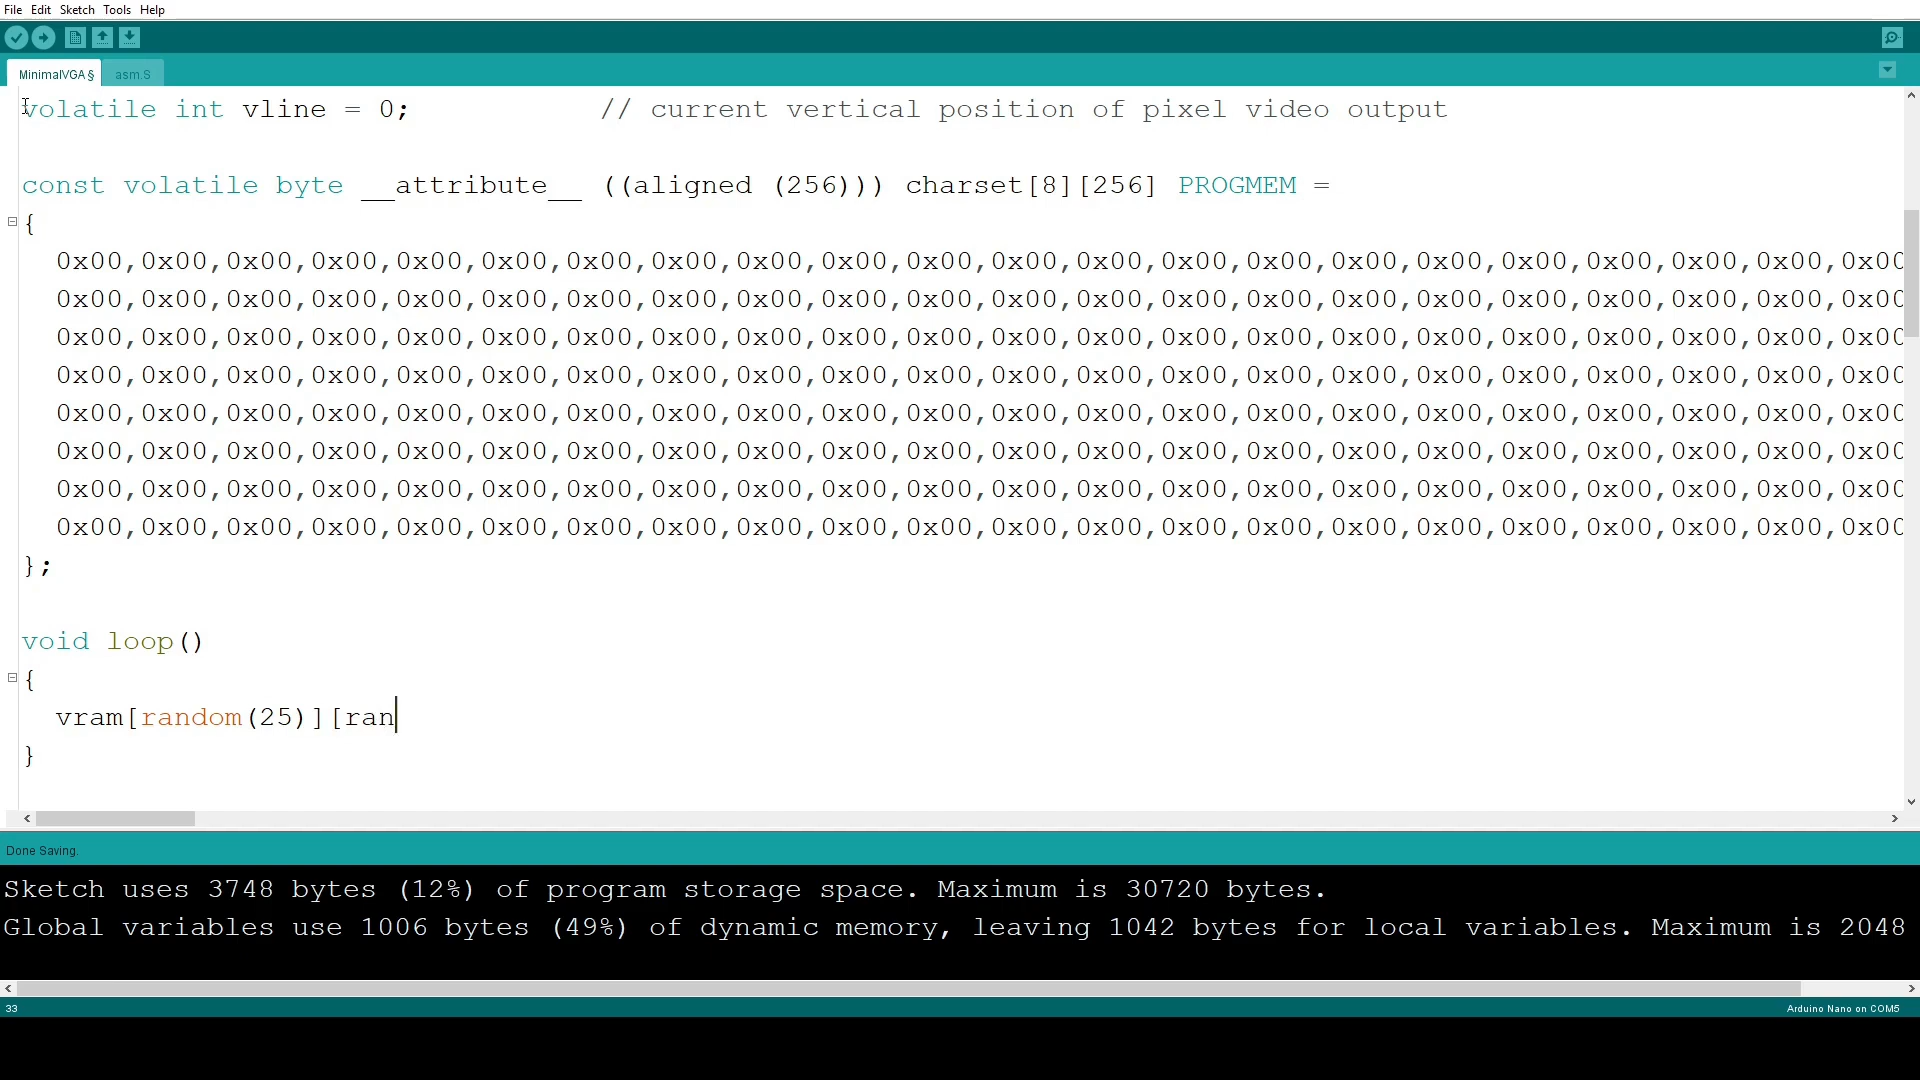 File Edit Sketch Tools Help
MinimalVGA § asm.S
volatile int vline = 0; // current vertical position of pixel video output
const volatile byte __attribute__ ((aligned (256))) charset[8][256] PROGMEM =
{
0x00,0x00,0x00,0x00,0x00,0x00,0x00,0x00,0x00,0x00,0x00,0x00,0x00,0x00,0x00,0x00,0x00,0x00,0x00,0x00,0x00,0x00
0x00,0x00,0x00,0x00,0x00,0x00,0x00,0x00,0x00,0x00,0x00,0x00,0x00,0x00,0x00,0x00,0x00,0x00,0x00,0x00,0x00,0x00
0x00,0x00,0x00,0x00,0x00,0x00,0x00,0x00,0x00,0x00,0x00,0x00,0x00,0x00,0x00,0x00,0x00,0x00,0x00,0x00,0x00,0x00
0x00,0x00,0x00,0x00,0x00,0x00,0x00,0x00,0x00,0x00,0x00,0x00,0x00,0x00,0x00,0x00,0x00,0x00,0x00,0x00,0x00,0x00
0x00,0x00,0x00,0x00,0x00,0x00,0x00,0x00,0x00,0x00,0x00,0x00,0x00,0x00,0x00,0x00,0x00,0x00,0x00,0x00,0x00,0x00
0x00,0x00,0x00,0x00,0x00,0x00,0x00,0x00,0x00,0x00,0x00,0x00,0x00,0x00,0x00,0x00,0x00,0x00,0x00,0x00,0x00,0x00
0x00,0x00,0x00,0x00,0x00,0x00,0x00,0x00,0x00,0x00,0x00,0x00,0x00,0x00,0x00,0x00,0x00,0x00,0x00,0x00,0x00,0x00
0x00,0x00,0x00,0x00,0x00,0x00,0x00,0x00,0x00,0x00,0x00,0x00,0x00,0x00,0x00,0x00,0x00,0x00,0x00,0x00,0x00,0x00
};
void loop()
{
vram[random(25)][ran
}
Done Saving.
Sketch uses 3748 bytes (12%) of program storage space. Maximum is 30720 bytes.
Global variables use 1006 bytes (49%) of dynamic memory, leaving 1042 bytes for local variables. Maximum is 2048
33 Arduino Nano on COM5